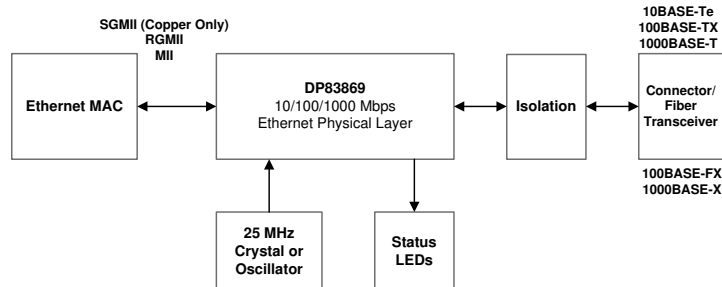 SGMII (Copper Only)
RGMII
MII
10BASE-Te
100BASE-TX
1000BASE-T
Ethernet MAC
DP83869
10/100/1000 Mbps
Ethernet Physical Layer
Isolation
Connector/
Fiber
Transceiver
100BASE-FX
1000BASE-X
25 MHz
Crystal or
Oscillator
Status
LEDs